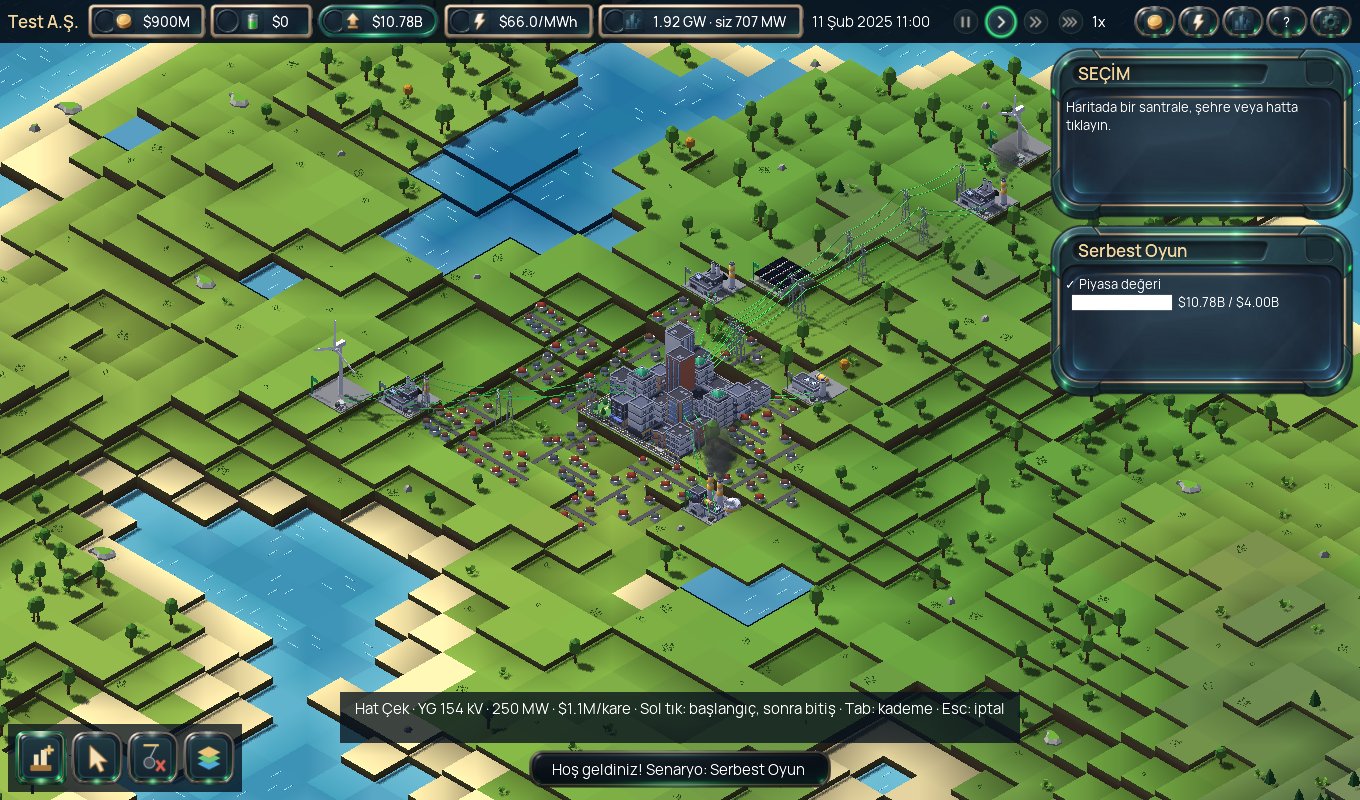 Test A.Ş.
$900M
$0
$10.78B
$66.0/MWh
1.92 GW · siz 707 MW
11 Şub 2025 11:00
1x
?
SEÇİM
Haritada bir santrale, şehre veya hatta
tıklayın.
Serbest Oyun
✓ Piyasa değeri
$10.78B / $4.00B
Hat Çek · YG 154 kV · 250 MW · $1.1M/kare · Sol tık: başlangıç, sonra bitiş · Tab: kademe · Esc: iptal
Hoş geldiniz! Senaryo: Serbest Oyun